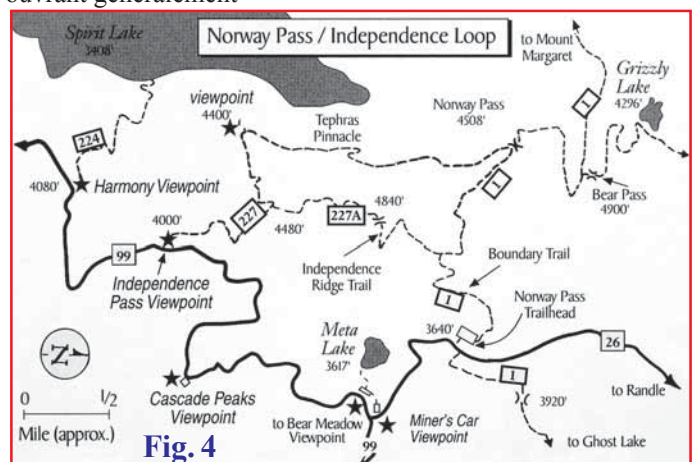 ouvrant généralement
Norway Pass / Independence Loop
Spirit Lake
3408'
to Mount
Margaret
Grizzly
Lake
4296'
viewpoint
4400'
Tephras
Pinnacle
Norway Pass
4508'
1
224
4080'
Harmony Viewpoint
1
Bear Pass
4900'
4000'
227
4480'
227A
4840'
99
Independence
Pass Viewpoint
Independence
Ridge Trail
Boundary Trail
1
Norway Pass
Trailhead
3640'
Meta
Lake
3617'
26
N
Cascade Peaks
Viewpoint
1
3920'
to Randle
0 1/2
Mile (approx.)
to Bear Meadow
Viewpoint
99
Miner's Car
Viewpoint
to Ghost Lake
Fig. 4